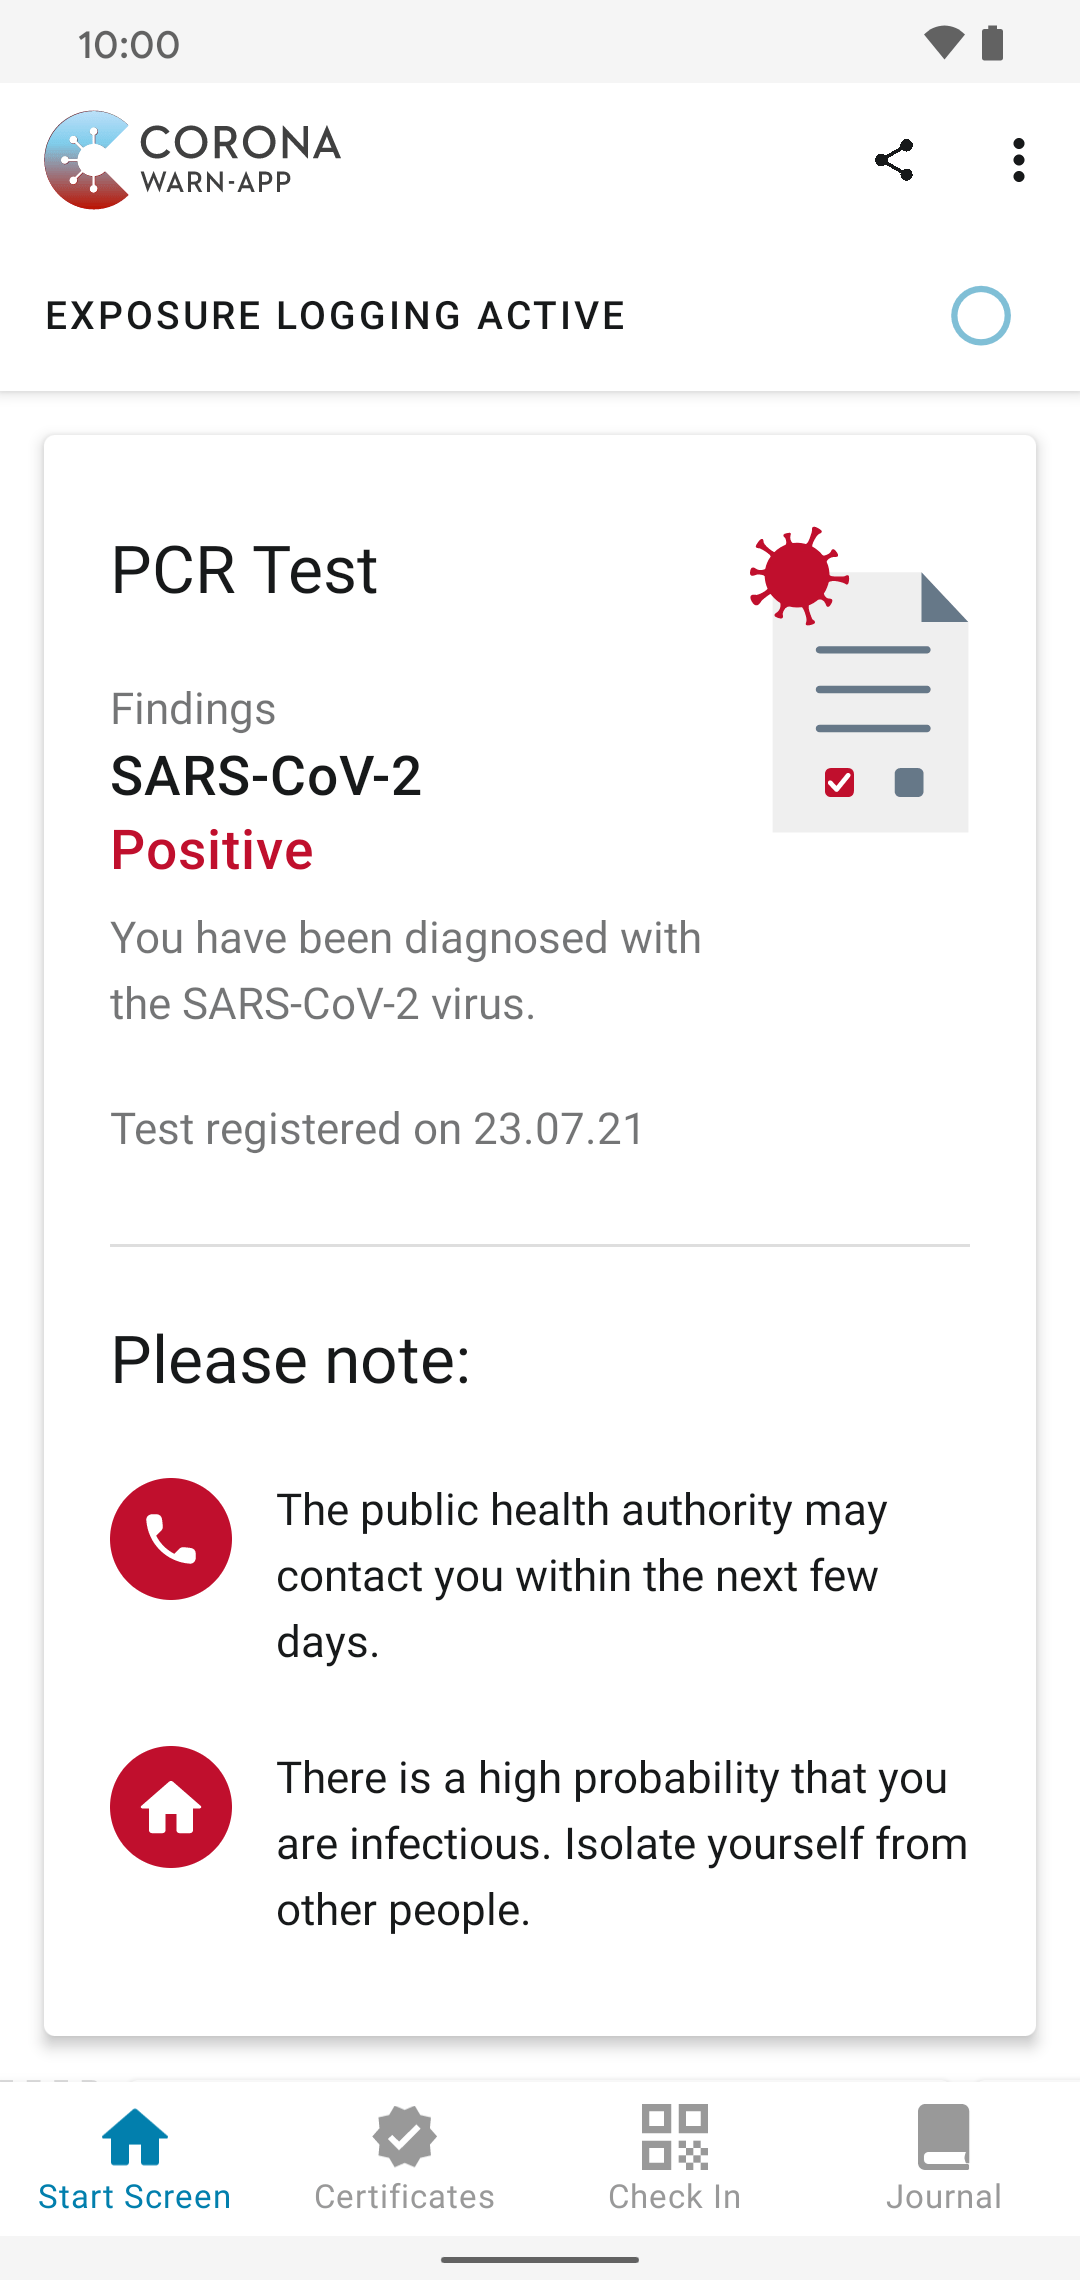 10:00
CORONA
WARN-APP
EXPOSURE LOGGING ACTIVE
PCR Test
Findings
SARS-CoV-2
Positive
You have been diagnosed with
the SARS-CoV-2 virus.
Test registered on 23.07.21
Please note:
The public health authority may
contact you within the next few
days.
There is a high probability that you
are infectious. Isolate yourself from
other people.
Start Screen
Certificates
Check In
Journal